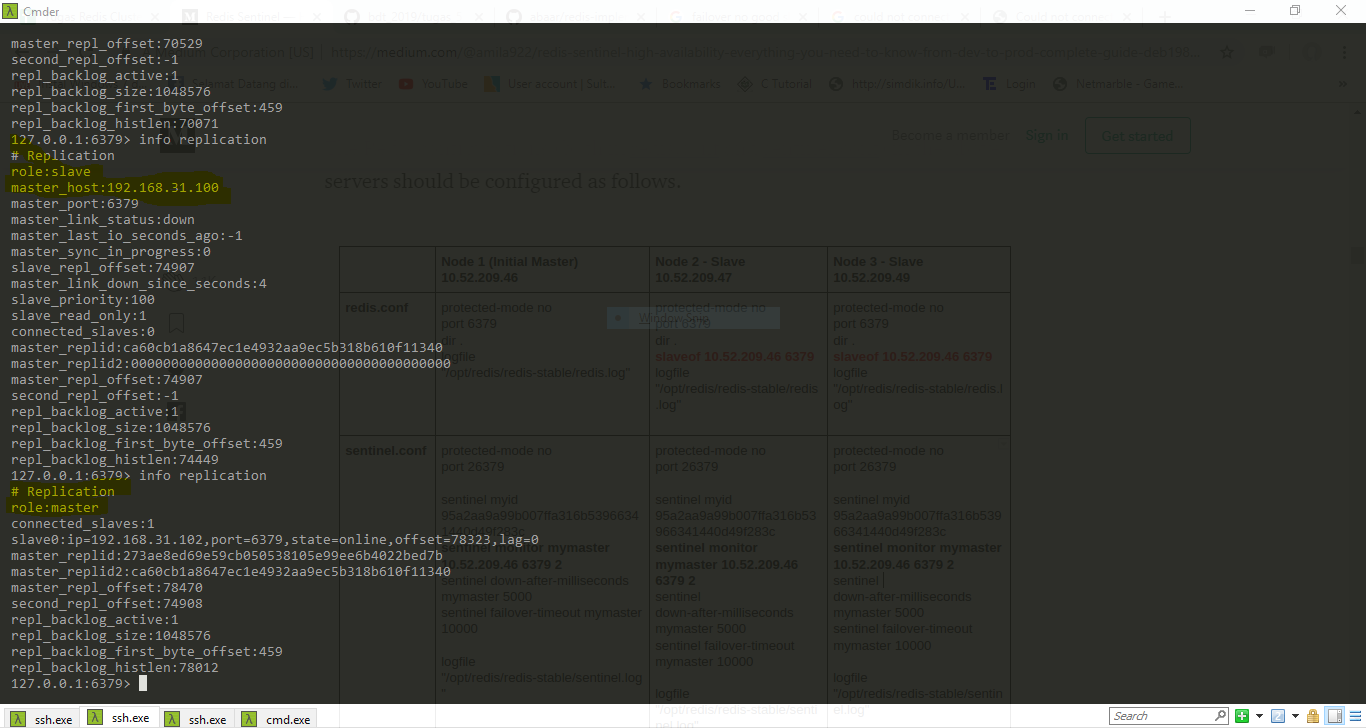 Cmder
master_repl_offset:70529
second_repl_offset:-1
repl_backlog_active:1
repl_backlog_size:1048576
repl_backlog_first_byte_offset:459
repl_backlog_histlen:70071
127.0.0.1:6379> info replication
# Replication
role:slave
master_host:192.168.31.100
master_port:6379
master_link_status:down
master_last_io_seconds_ago:-1
master_sync_in_progress:0
slave_repl_offset:74907
master_link_down_since_seconds:4
slave_priority:100
slave_read_only:1
connected_slaves:0
master_replid:ca60cb1a8647ec1e4932aa9ec5b318b610f11340
master_replid2:0000000000000000000000000000000000000000
master_repl_offset:74907
second_repl_offset:-1
repl_backlog_active:1
repl_backlog_size:1048576
repl_backlog_first_byte_offset:459
repl_backlog_histlen:74449
127.0.0.1:6379> info replication
# Replication
role:master
connected_slaves:1
slave0:ip=192.168.31.102,port=6379,state=online,offset=78323,lag=0
master_replid:273ae8ed69e59cb050538105e99ee6b4022bed7b
master_replid2:ca60cb1a8647ec1e4932aa9ec5b318b610f11340
master_repl_offset:78470
second_repl_offset:74908
repl_backlog_active:1
repl_backlog_size:1048576
repl_backlog_first_byte_offset:459
repl_backlog_histlen:78012
127.0.0.1:6379>
Corporation [US]
Twitter
YouTube
User account | Soft...
Bookmarks
C Tutorial
Login
Netmarble - Game...
Become a member
Sign in
Get started
servers should be configured as follows.
Node 1 (Initial Master)
10.52.209.46
Node 2 - Slave
10.52.209.47
Node 3 - Slave
10.52.209.49
redis.conf
protected-mode no
port 6379
dir .
logfile
"/opt/redis/redis-stable/redis.log"
protected-mode no
port 6379
dir .
slaveof 10.52.209.46 6379
logfile
"/opt/redis/redis-stable/redis
.log"
protected-mode no
port 6379
dir .
slaveof 10.52.209.46 6379
logfile
"/opt/redis/redis-stable/redis.l
og"
Window Snip
sentinel.conf
protected-mode no
port 26379
sentinel myid
95a2aa9a99b007ffa316b5396634
1440d49f283c
sentinel monitor mymaster
10.52.209.46 6379 2
sentinel down-after-milliseconds
mymaster 5000
sentinel failover-timeout mymaster
10000
logfile
"/opt/redis/redis-stable/sentinel.log
"
protected-mode no
port 26379
sentinel myid
95a2aa9a99b007ffa316b53
966341440d49f283c
sentinel monitor
mymaster 10.52.209.46
6379 2
sentinel
down-after-milliseconds
mymaster 5000
sentinel failover-timeout
mymaster 10000
logfile
"/opt/redis/redis-stable/senti
nel.log"
protected-mode no
port 26379
sentinel myid
95a2aa9a99b007ffa316b539
66341440d49f283c
sentinel monitor mymaster
10.52.209.46 6379 2
sentinel
down-after-milliseconds
mymaster 5000
sentinel failover-timeout
mymaster 10000
logfile
"/opt/redis/redis-stable/sentin
el.log"
ssh.exe
ssh.exe
ssh.exe
cmd.exe
Search